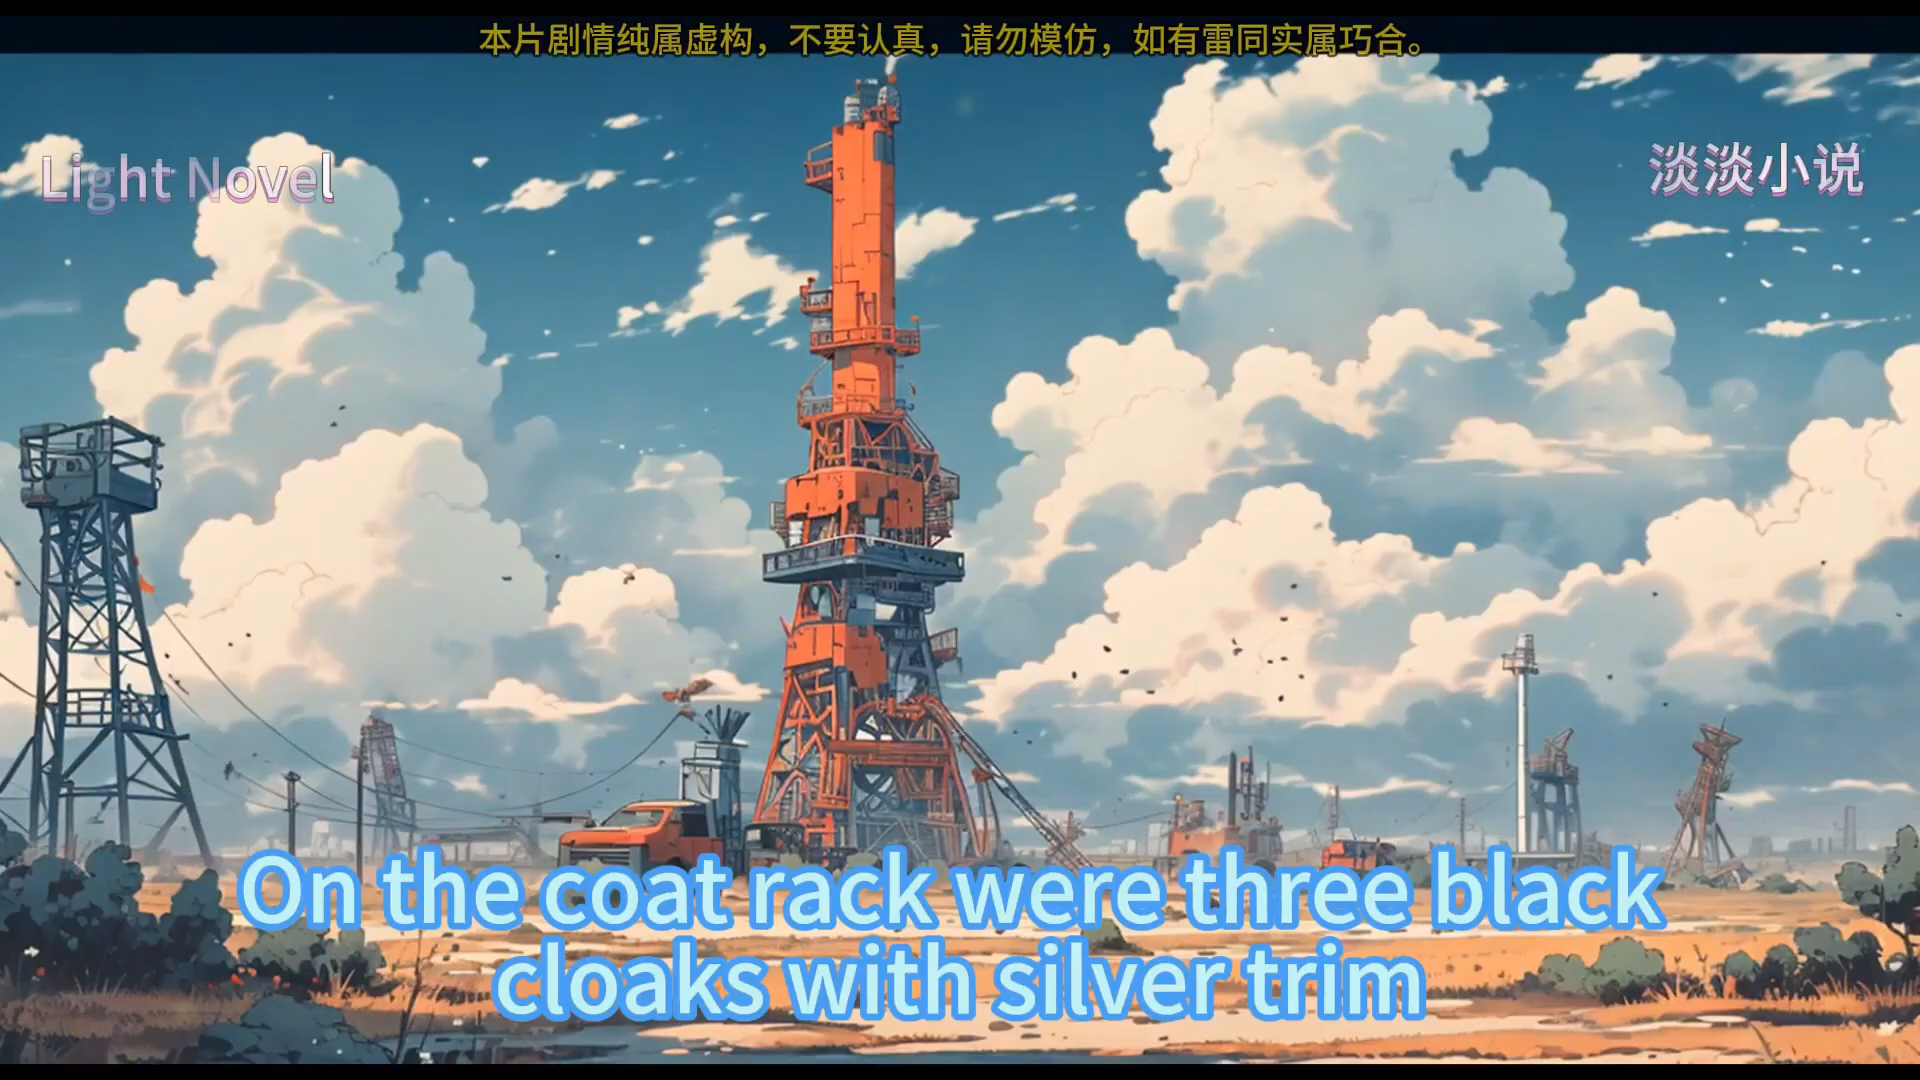 本片剧情纯属虚构，不要认真，请勿模仿，如有雷同实属巧合。
Light Novel
淡淡小说
On the coat rack were three black
cloaks with silver trim